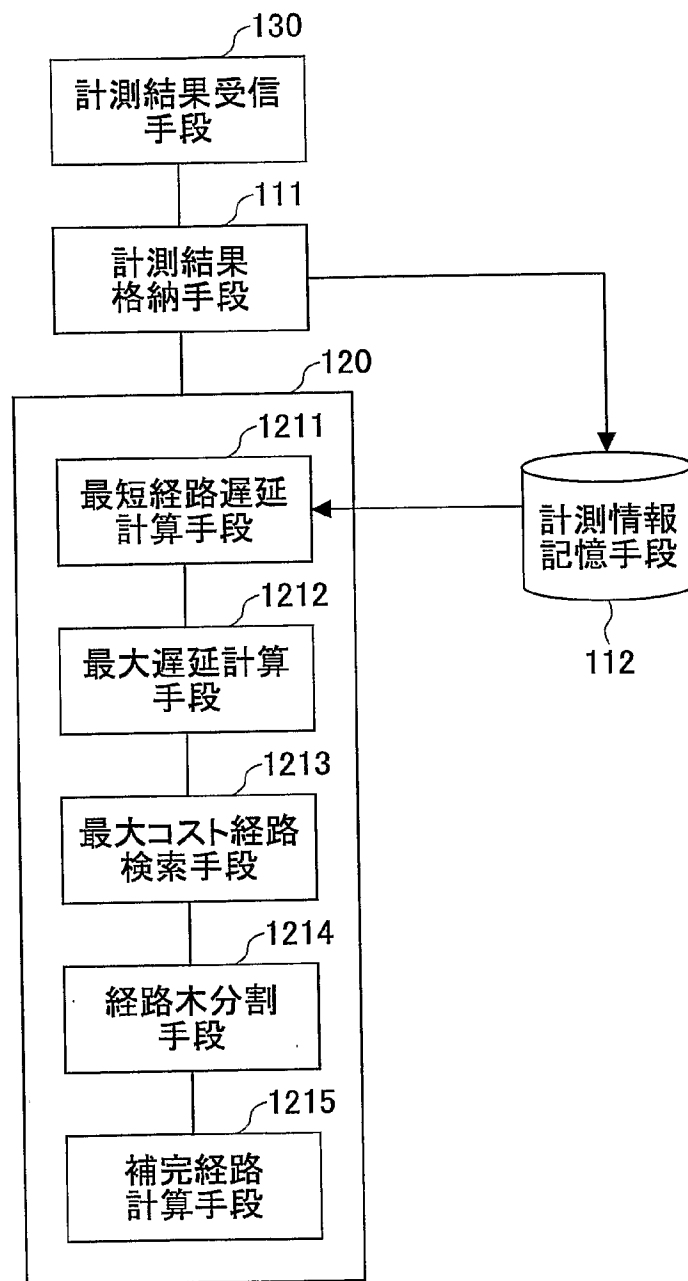 130
計測結果受信
手段
111
計測結果
格納手段
120
1211
最短経路遅延
計算手段
計測情報
記憶手段
112
1212
最大遅延計算
手段
1213
最大コスト経路
検索手段
1214
経路木分割
手段
1215
補完経路
計算手段